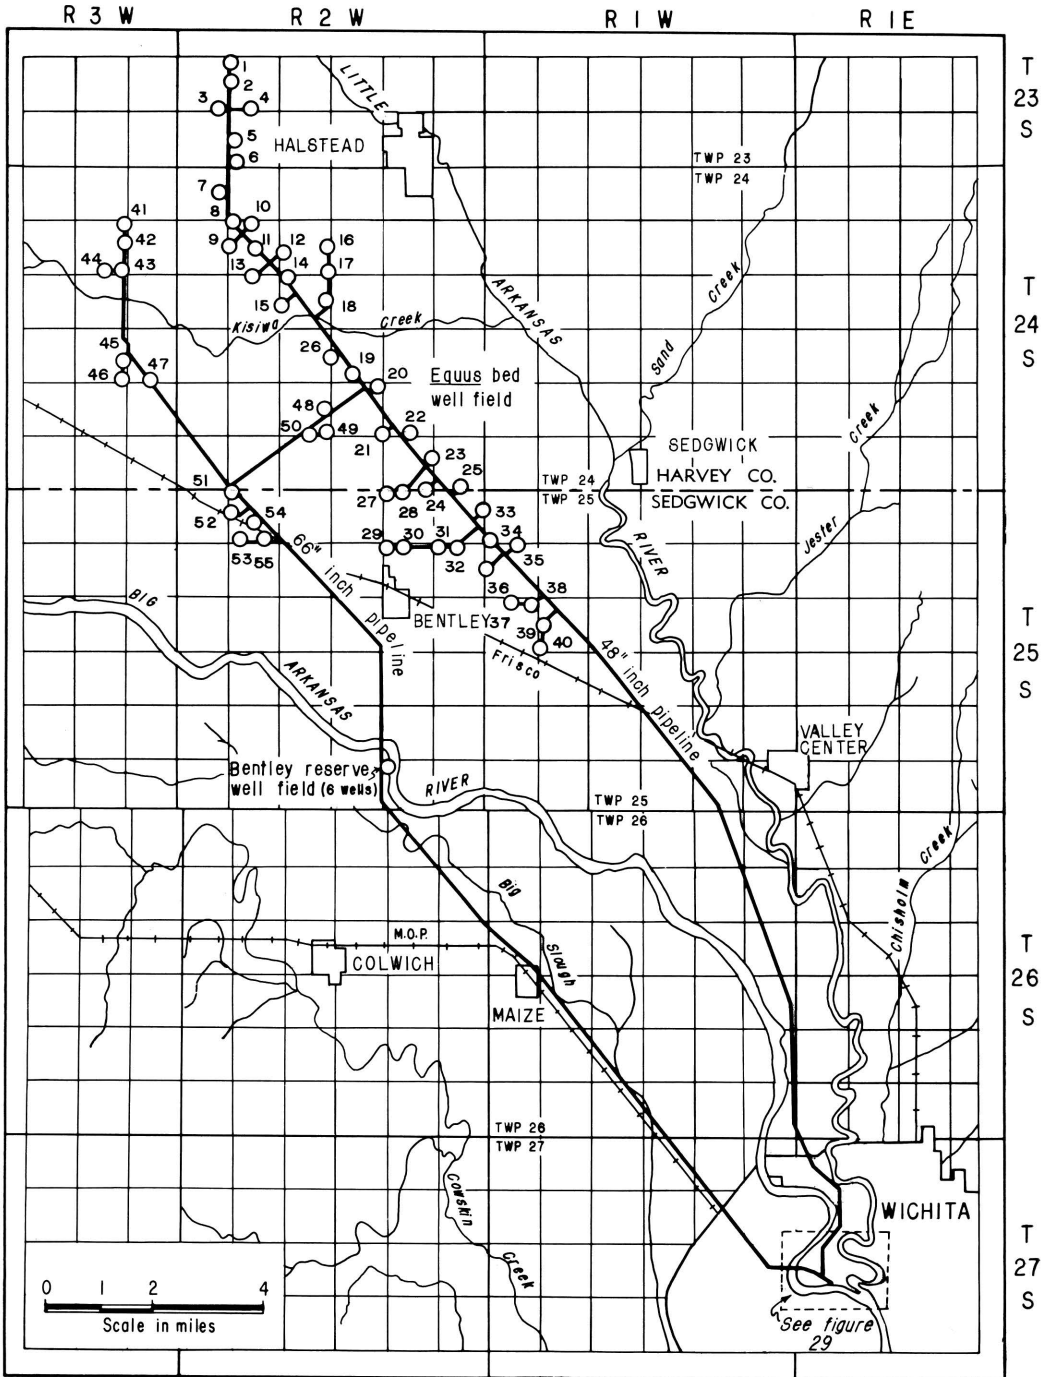 R 3 W
R 2 W
R 1 W
R 1E
T
23
S
1
2
3
4
5
6
7
8
10
9
11
12
13
14
15
16
17
18
LITTLE
HALSTEAD
TWP 23
TWP 24
41
42
44
43
45
46
47
ARKANSAS
Sand
Creek
T
24
S
Kisiwa
Creek
26
19
20
Equus bed
well field
48
50
49
21
22
23
25
SEDGWICK
HARVEY CO.
SEDGWICK CO.
TWP 24
TWP 25
Creek
Jester
51
52
54
53
55
27
28
24
33
29
30
31
32
34
35
36
38
37
39
40
RIVER
66" inch pipeline
BIG
BENTLEY
Frisco
48" inch pipeline
T
25
S
ARKANSAS
VALLEY
CENTER
Bentley reserve
well field (6 wells)
RIVER
TWP 25
TWP 26
Big
Slough
Creek
Chisholm
M.O.P.
COLWICH
MAIZE
T
26
S
TWP 26
TWP 27
Cowskin
Creek
WICHITA
T
27
S
0
2
4
Scale in miles
See figure
29